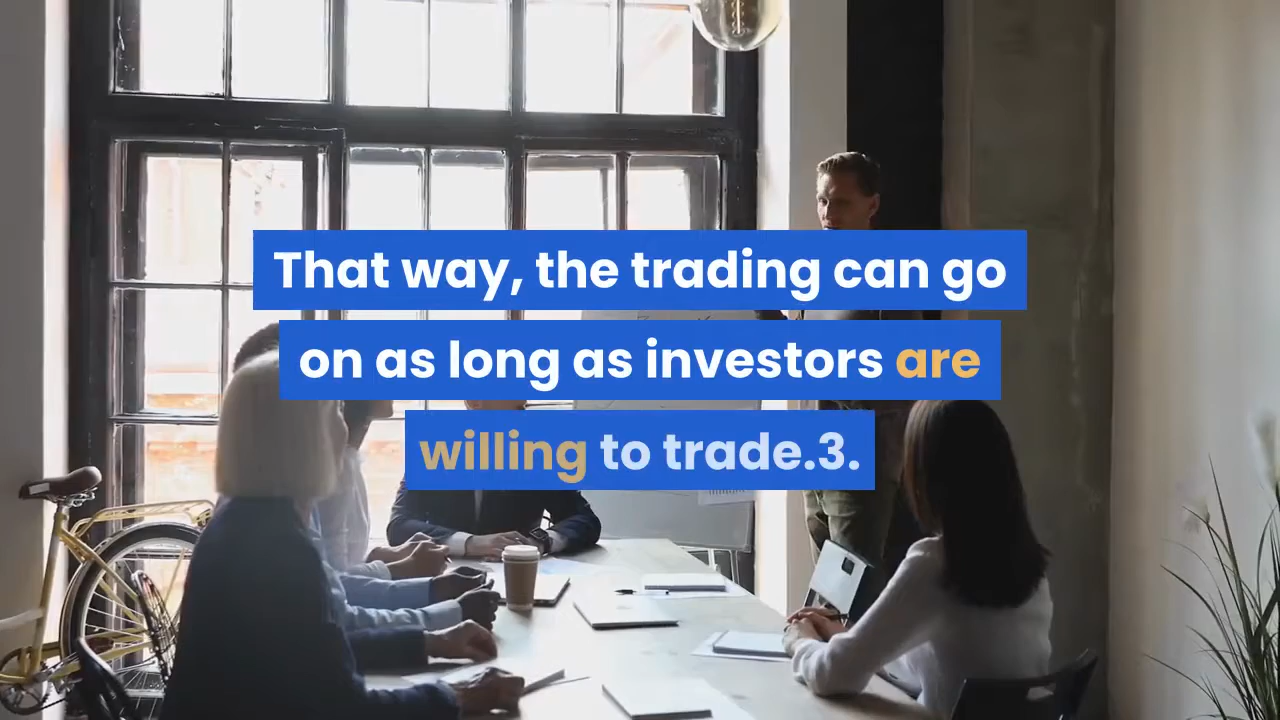 That way, the trading can go
on as long as investors are
willing to trade.3.